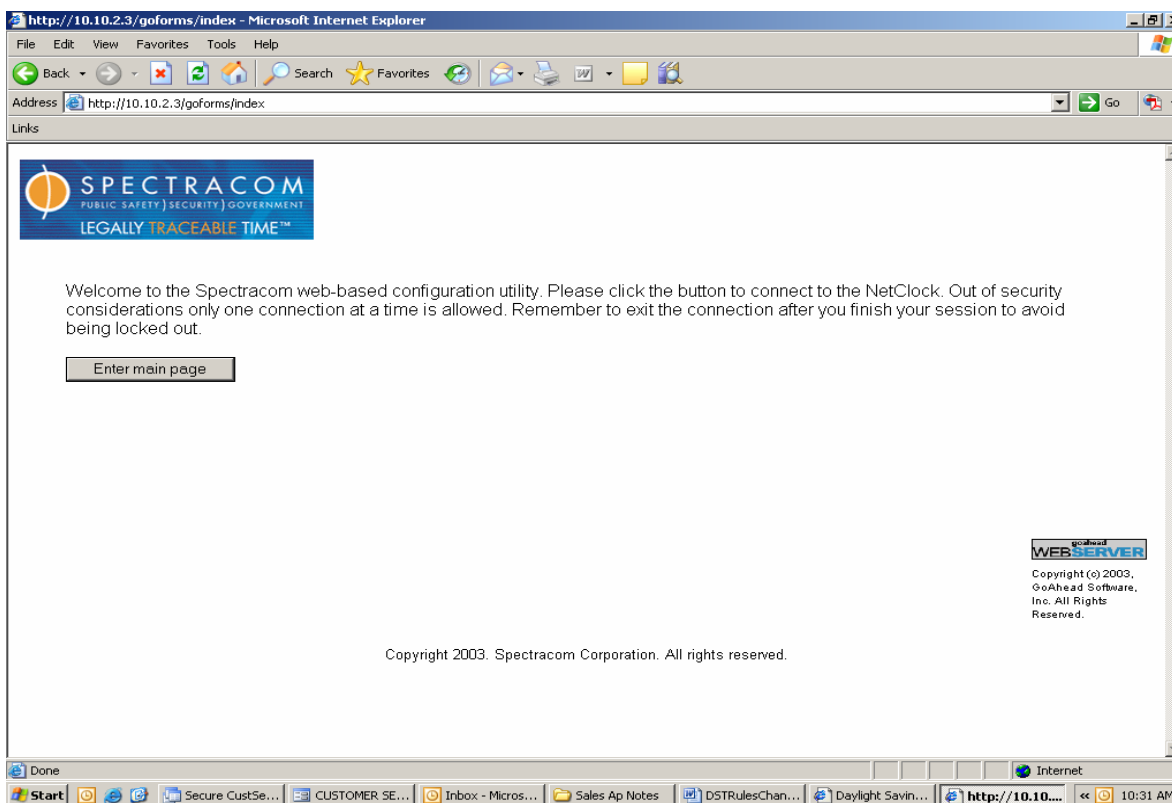 http://10.10.2.3/goforms/index - Microsoft Internet Explorer
File Edit View Favorites Tools Help
Back Search Favorites
Address http://10.10.2.3/goforms/index Go
Links
SPECTRACOM
PUBLIC SAFETY ) SECURITY ) GOVERNMENT
LEGALLY TRACEABLE TIME™
Welcome to the Spectracom web-based configuration utility. Please click the button to connect to the NetClock. Out of security
considerations only one connection at a time is allowed. Remember to exit the connection after you finish your session to avoid
being locked out.
Enter main page
goahead
WEBSERVER
Copyright (c) 2003,
GoAhead Software,
Inc. All Rights
Reserved.
Copyright 2003. Spectracom Corporation. All rights reserved.
Done Internet
Start Secure CustSe... CUSTOMER SE... Inbox - Micros... Sales Ap Notes DSTRulesChan... Daylight Savin... http://10.10.... « 10:31 AM